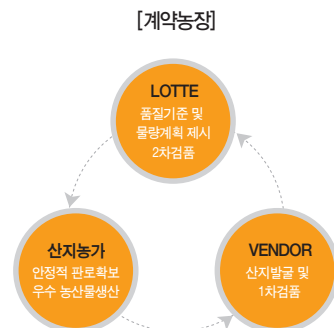 [계약농장]
LOTTE
품질기준 및
물량계획 제시
2차검품
산지농가
안정적 판로확보
우수 농산물생산
VENDOR
산지발굴 및
1차검품